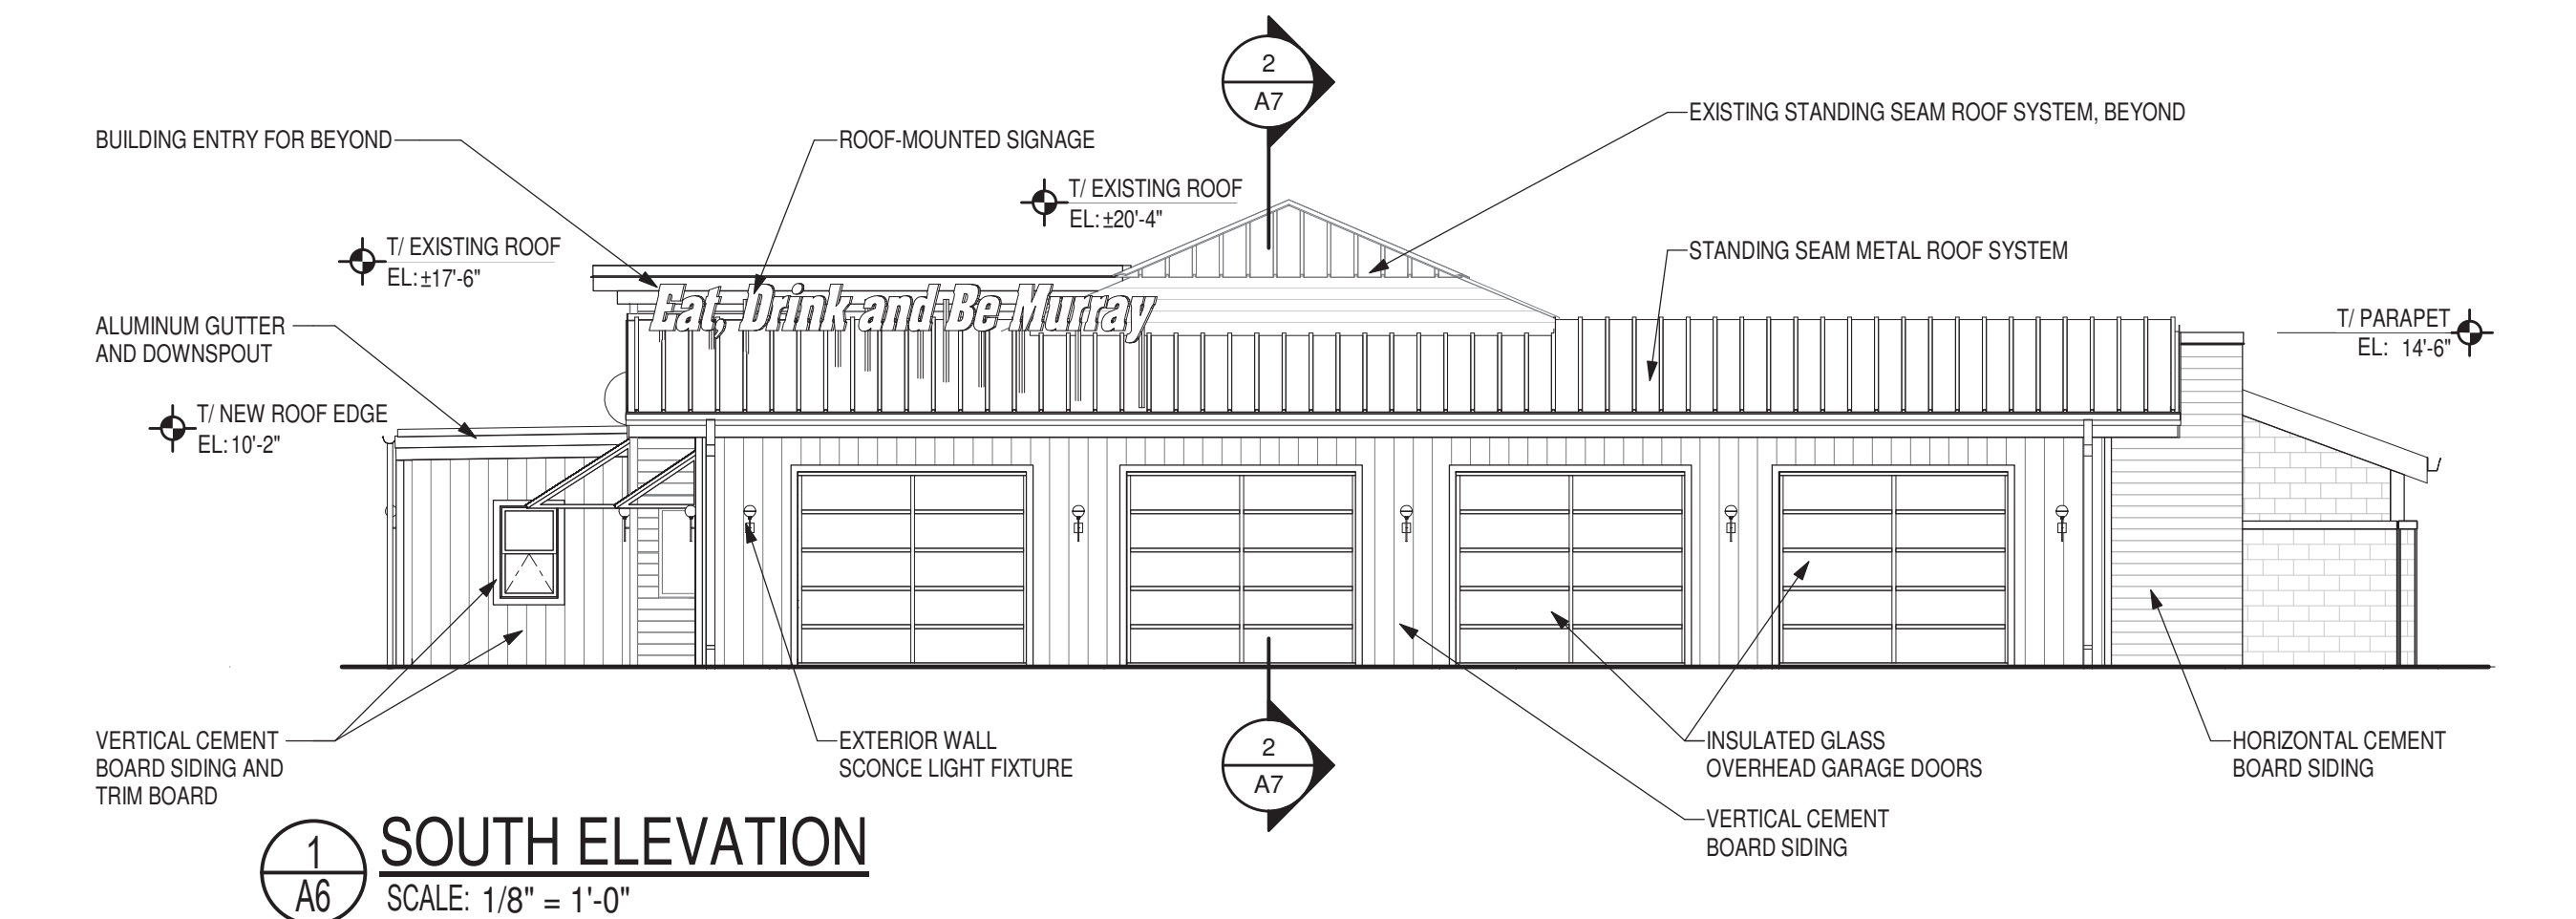 2
A7
EXISTING STANDING SEAM ROOF SYSTEM, BEYOND
BUILDING ENTRY FOR BEYOND
ROOF-MOUNTED SIGNAGE
T/ EXISTING ROOF
EL: ±20'-4"
T/ EXISTING ROOF
EL: ±17'-6"
STANDING SEAM METAL ROOF SYSTEM
Eat, Drink and Be Murray
ALUMINUM GUTTER
AND DOWNSPOUT
T/ PARAPET
EL: 14'-6"
T/ NEW ROOF EDGE
EL: 10'-2"
VERTICAL CEMENT
BOARD SIDING AND
TRIM BOARD
EXTERIOR WALL
SCONCE LIGHT FIXTURE
2
A7
INSULATED GLASS
OVERHEAD GARAGE DOORS
HORIZONTAL CEMENT
BOARD SIDING
VERTICAL CEMENT
BOARD SIDING
1
A6
SOUTH ELEVATION
SCALE: 1/8" = 1'-0"